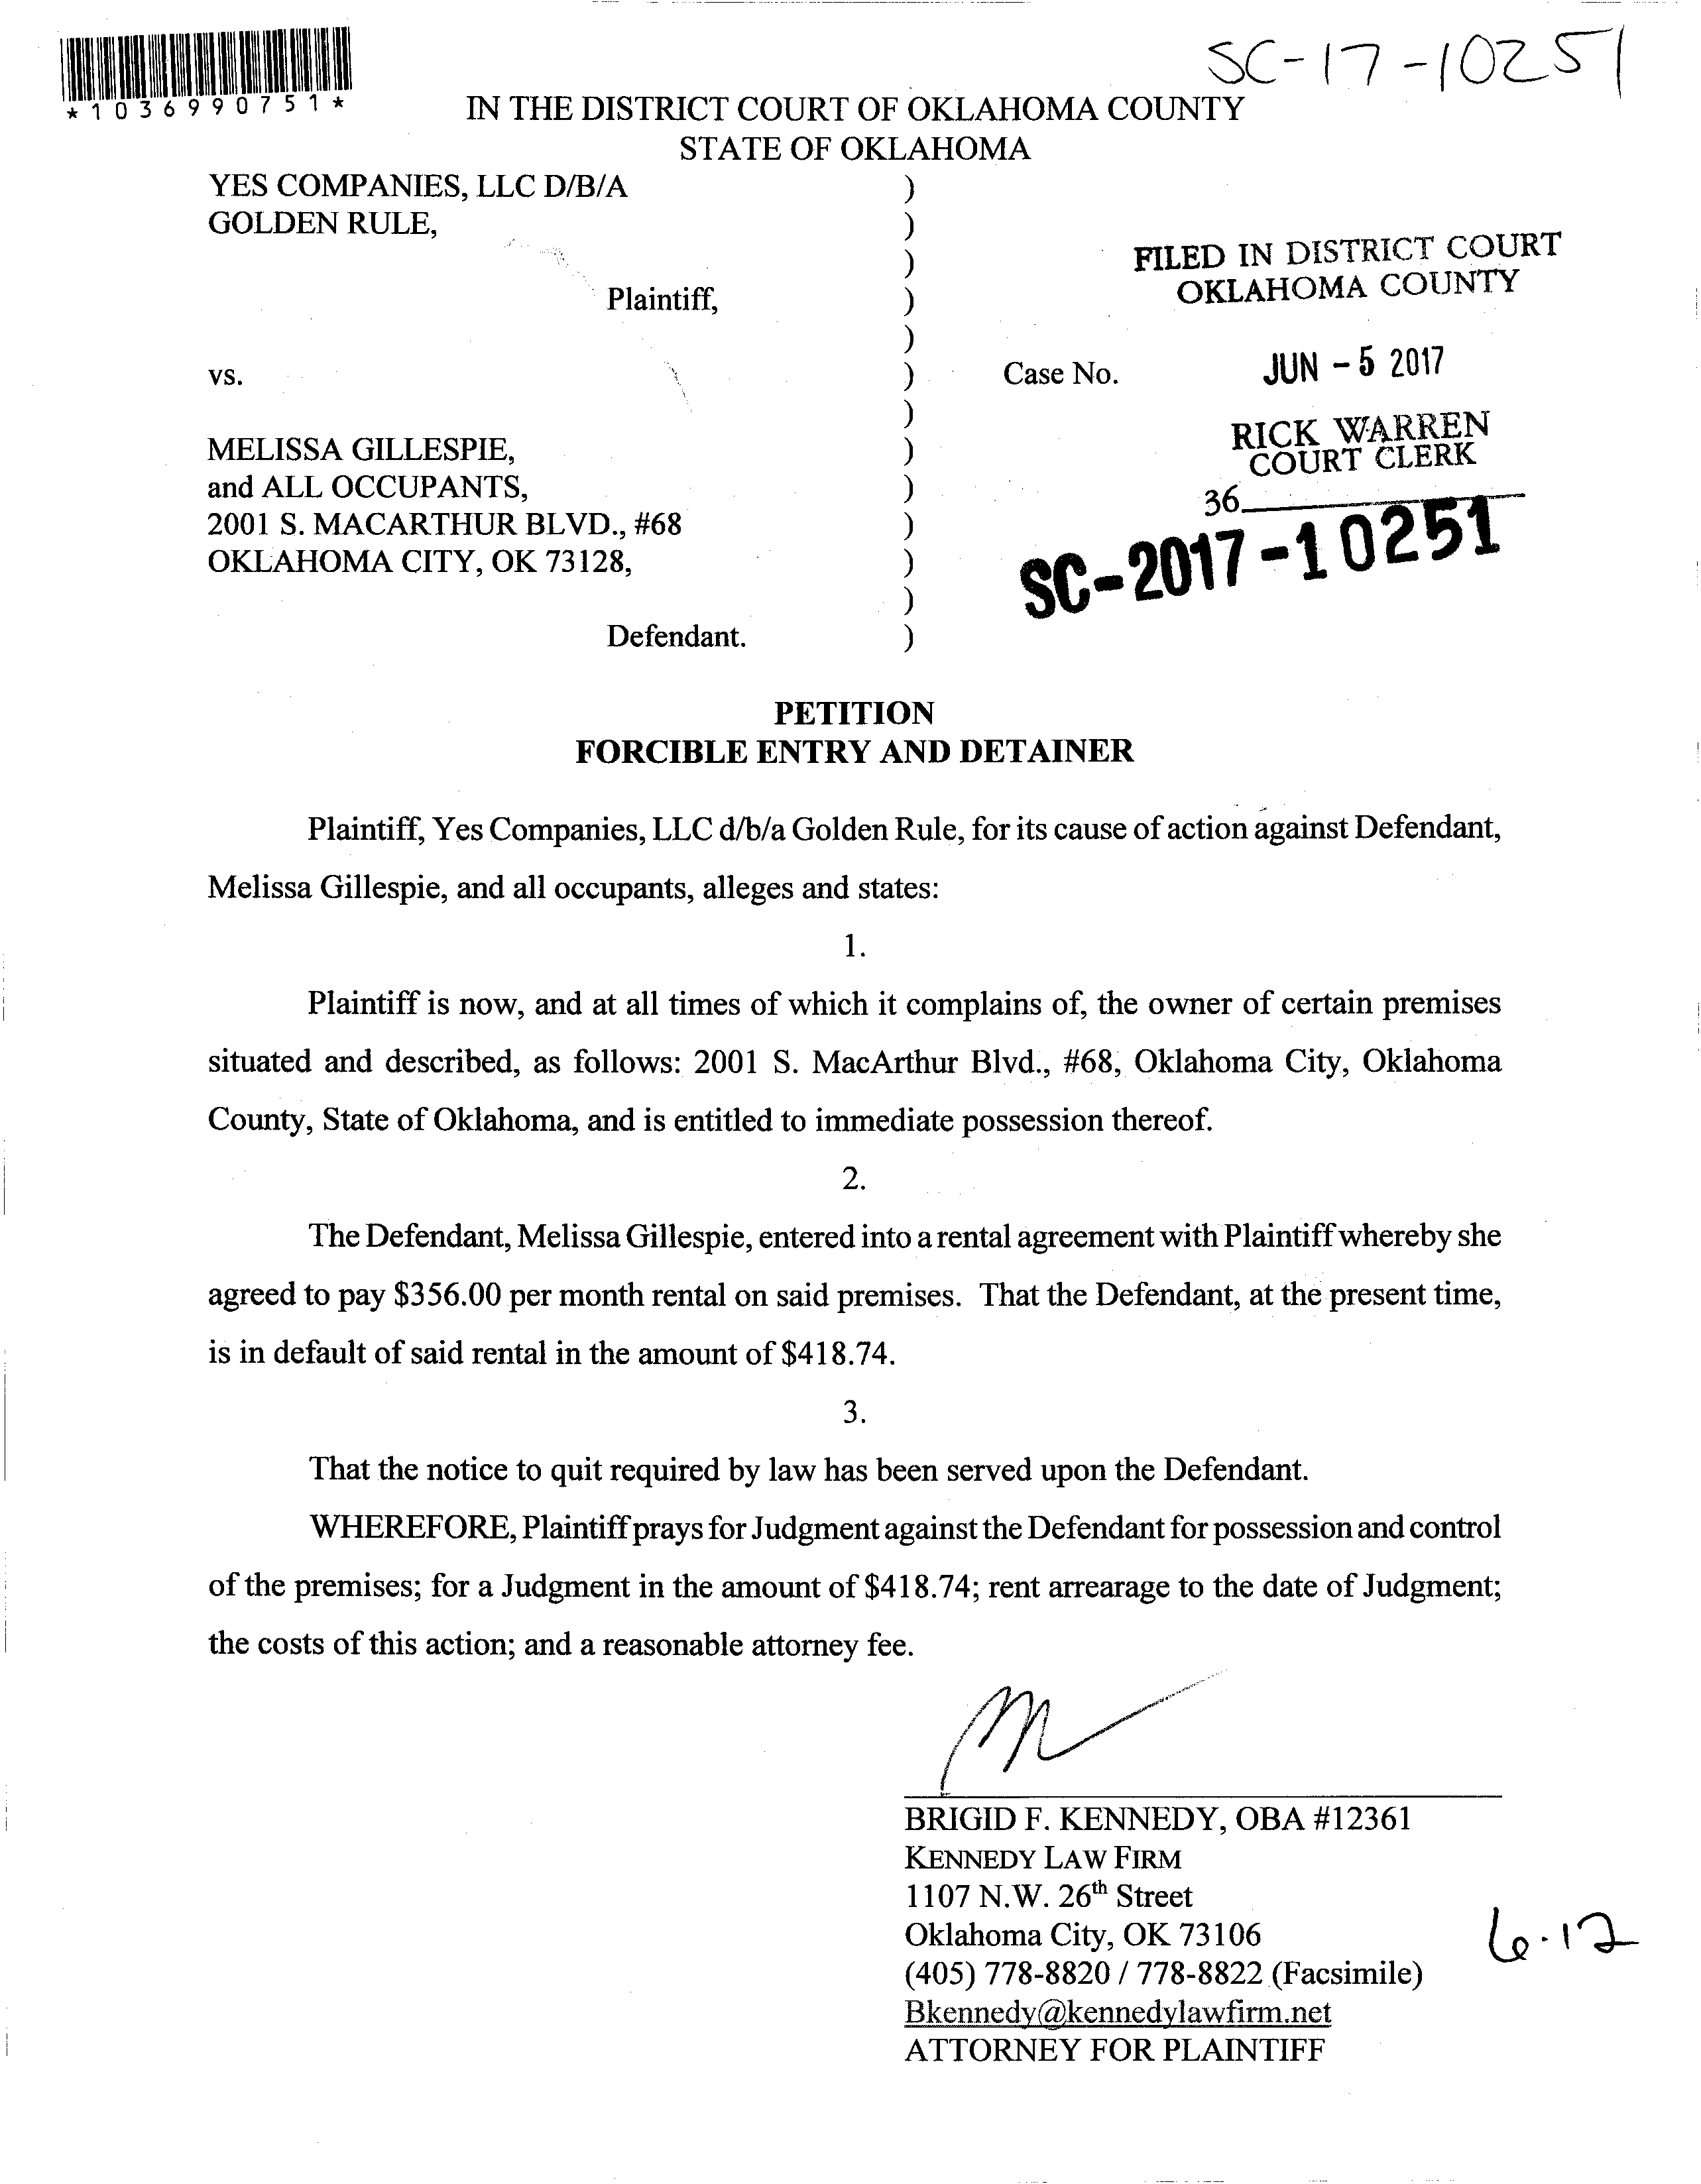 SC-17-10251
*1036990751*
IN THE DISTRICT COURT OF OKLAHOMA COUNTY
STATE OF OKLAHOMA
YES COMPANIES, LLC D/B/A )
GOLDEN RULE, )
)
Plaintiff, )
)
vs. )
)
MELISSA GILLESPIE, )
and ALL OCCUPANTS, )
2001 S. MACARTHUR BLVD., #68 )
OKLAHOMA CITY, OK 73128, )
)
Defendant. )
FILED IN DISTRICT COURT
OKLAHOMA COUNTY
Case No. JUN - 5 2017
RICK WARREN
COURT CLERK
36
SC-2017-10251
PETITION
FORCIBLE ENTRY AND DETAINER
Plaintiff, Yes Companies, LLC d/b/a Golden Rule, for its cause of action against Defendant,
Melissa Gillespie, and all occupants, alleges and states:
1.
Plaintiff is now, and at all times of which it complains of, the owner of certain premises
situated and described, as follows: 2001 S. MacArthur Blvd., #68, Oklahoma City, Oklahoma
County, State of Oklahoma, and is entitled to immediate possession thereof.
2.
The Defendant, Melissa Gillespie, entered into a rental agreement with Plaintiff whereby she
agreed to pay $356.00 per month rental on said premises. That the Defendant, at the present time,
is in default of said rental in the amount of $418.74.
3.
That the notice to quit required by law has been served upon the Defendant.
WHEREFORE, Plaintiff prays for Judgment against the Defendant for possession and control
of the premises; for a Judgment in the amount of $418.74; rent arrearage to the date of Judgment;
the costs of this action; and a reasonable attorney fee.
BRIGID F. KENNEDY, OBA #12361
KENNEDY LAW FIRM
1107 N.W. 26th Street
Oklahoma City, OK 73106
(405) 778-8820 / 778-8822 (Facsimile)
Bkennedy@kennedylawfirm.net
ATTORNEY FOR PLAINTIFF
6.12